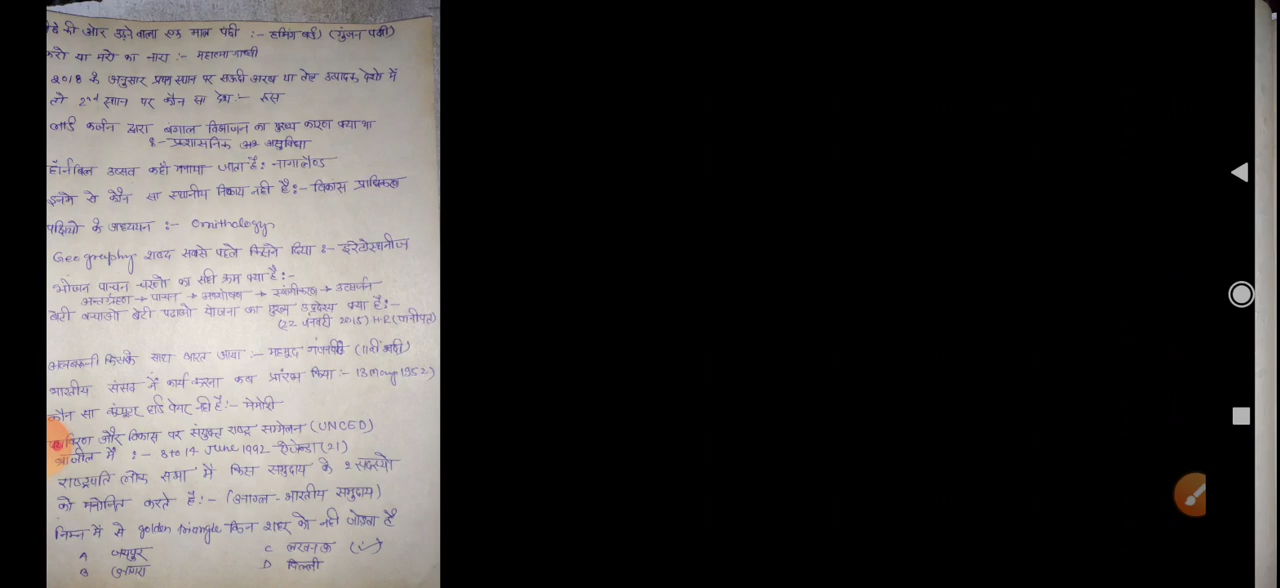 की ओर उड़ने वाला एक मात्र पक्षी :- हमिंग बर्ड (गुंजन पक्षी)
करो या मरो का नारा :- महात्मा गान्धी
2018 के अनुसार प्रथम स्थान पर सऊदी अरब था तेल उत्पादक देशो में
तो 2nd स्थान पर कौन सा देश :- रूस
लार्ड कर्जन द्वारा बंगाल विभाजन का मुख्य कारण क्या था
:- प्रशासनिक असुविधा
हॉर्नबिल उत्सव कहाँ मनाया जाता है : नागालैण्ड
इनमे से कौन सा स्थानीय निकाय नही है :- विकास प्राधिकरण
पक्षियो के अध्ययन :- Ornithology
Geography शब्द सबसे पहले किसने दिया :- इरेटोस्थनीज
भोजन पाचन चरणो का सही क्रम क्या है :-
अन्तर्ग्रहण → पाचन → अवशोषण → स्वांगीकरण → उत्सर्जन
बेटी बचाओ बेटी पढाओ योजना का मुख्य उद्देश्य क्या है :-
(22 जनवरी 2015) H.R (पानीपत)
अलबरूनी किसके साथ भारत आया :- महमूद गजनवी (11वीं सदी)
भारतीय संसद ने कार्य करना कब प्रारंभ किया :- 13 May 1952)
कौन सा कंप्यूटर हार्डवेयर नही है :- मेमोरी
पर्यावरण और विकास पर संयुक्त राष्ट्र सम्मेलन (UNCED)
ब्राजील में :- 3 to 14 June 1992 एजेन्डा (21)
राष्ट्रपति लोक सभा में किस समुदाय के 2 सदस्यो
को मनोनित करते है :- (आंग्ल - भारतीय समुदाय)
निम्न में से golden triangle किन शहर को नही जोडता है
A जयपुर C लखनऊ (✓)
B आगरा D दिल्ली